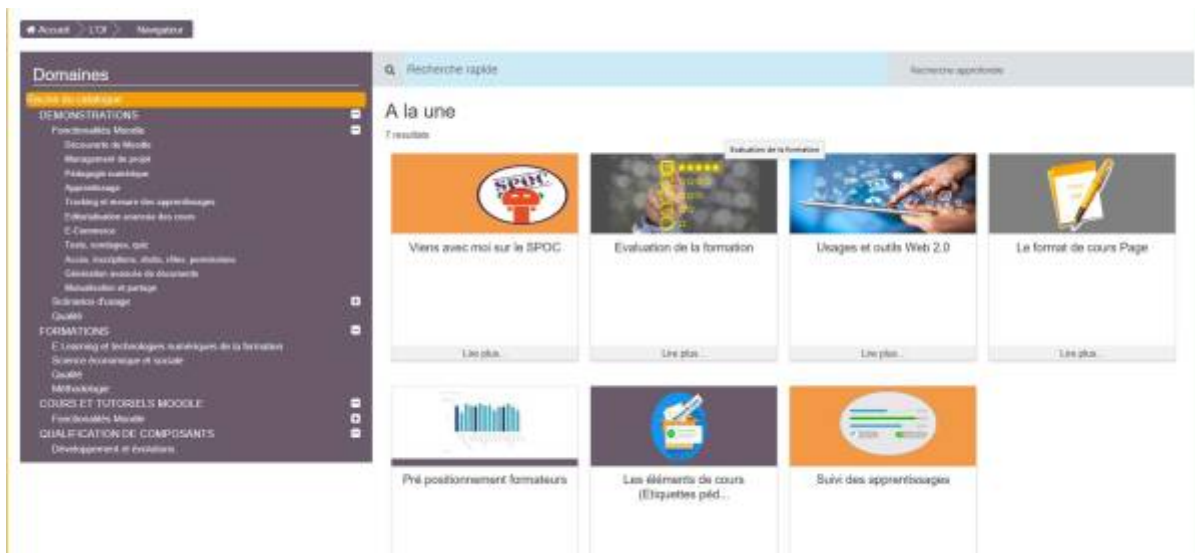 Accueil LTOI Navigateur
Domaines
Racine du catalogue
DEMONSTRATIONS
Fonctionnalités Moodle
Découverte de Moodle
Management de projet
Pédagogie numérique
Apprentissage
Tracking et mesure des apprentissages
Editorialisation avancée des cours
E-Commerce
Tests, sondages, quiz
Accès, inscriptions, droits, rôles, permissions
Génération avancée de documents
Mutualisation et partage
Scénarios d'usage
Qualité
FORMATIONS
E-Learning et technologies numériques de la formation
Science économique et sociale
Qualité
Méthodologie
COURS ET TUTORIELS MOODLE
Fonctionnalités Moodle
QUALIFICATION DE COMPOSANTS
Développement et évolutions
Recherche rapide
Recherche approfondie
A la une
7 resultats
Evaluation de la formation
SPOC
Viens avec moi sur le SPOC
Evaluation de la formation
Usages et outils Web 2.0
Le format de cours Page
Lire plus...
Lire plus...
Lire plus...
Lire plus...
Pré positionnement formateurs
Les éléments de cours
(Etiquettes péd...
Suivi des apprentissages